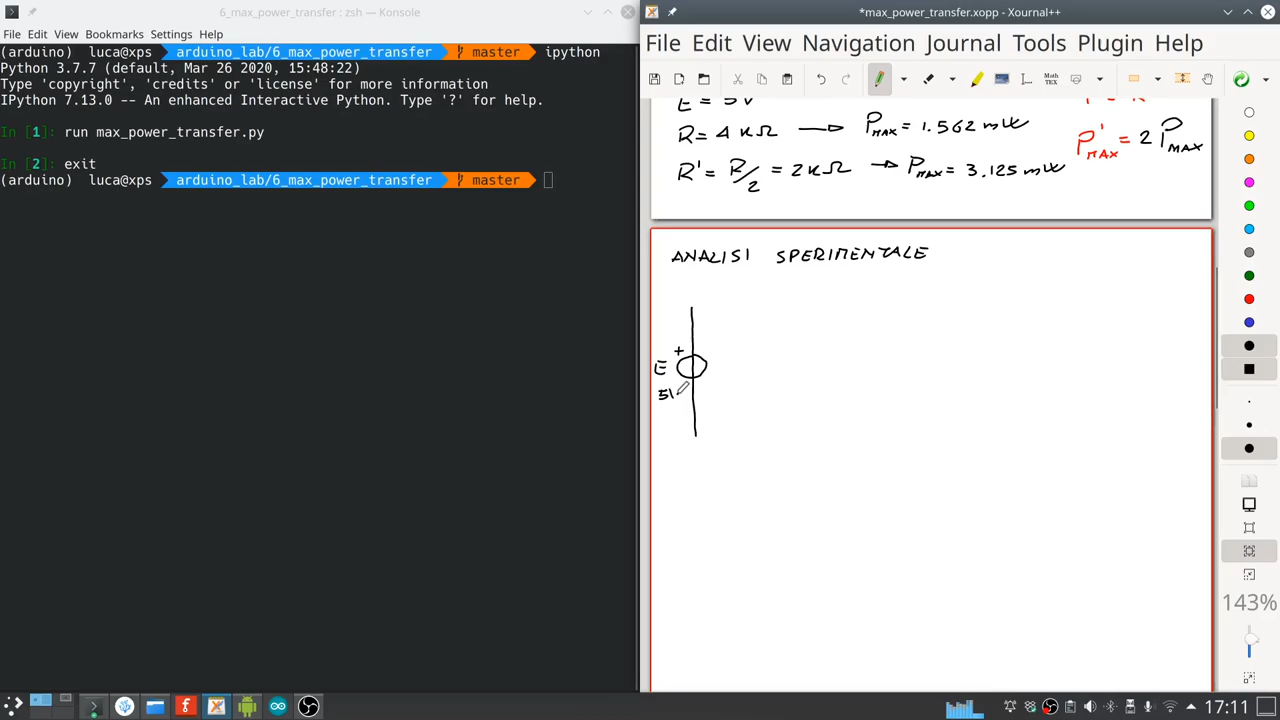 6_max_power_transfer : zsh — Konsole
File Edit View Bookmarks Settings Help
(arduino) luca@xps arduino_lab/6_max_power_transfer master ipython
Python 3.7.7 (default, Mar 26 2020, 15:48:22)
Type 'copyright', 'credits' or 'license' for more information
IPython 7.13.0 -- An enhanced Interactive Python. Type '?' for help.
In [1]: run max_power_transfer.py
In [2]: exit
(arduino) luca@xps arduino_lab/6_max_power_transfer master
*max_power_transfer.xopp - Xournal++
File Edit View Navigation Journal Tools Plugin Help
Math TEX
E = 5V
R = 4 kΩ → PMAX = 1.562 mW
R' = R/2 = 2 kΩ → PMAX = 3.125 mW
P'MAX = 2 PMAX
ANALISI SPERIMENTALE
+
E
143%
17:11